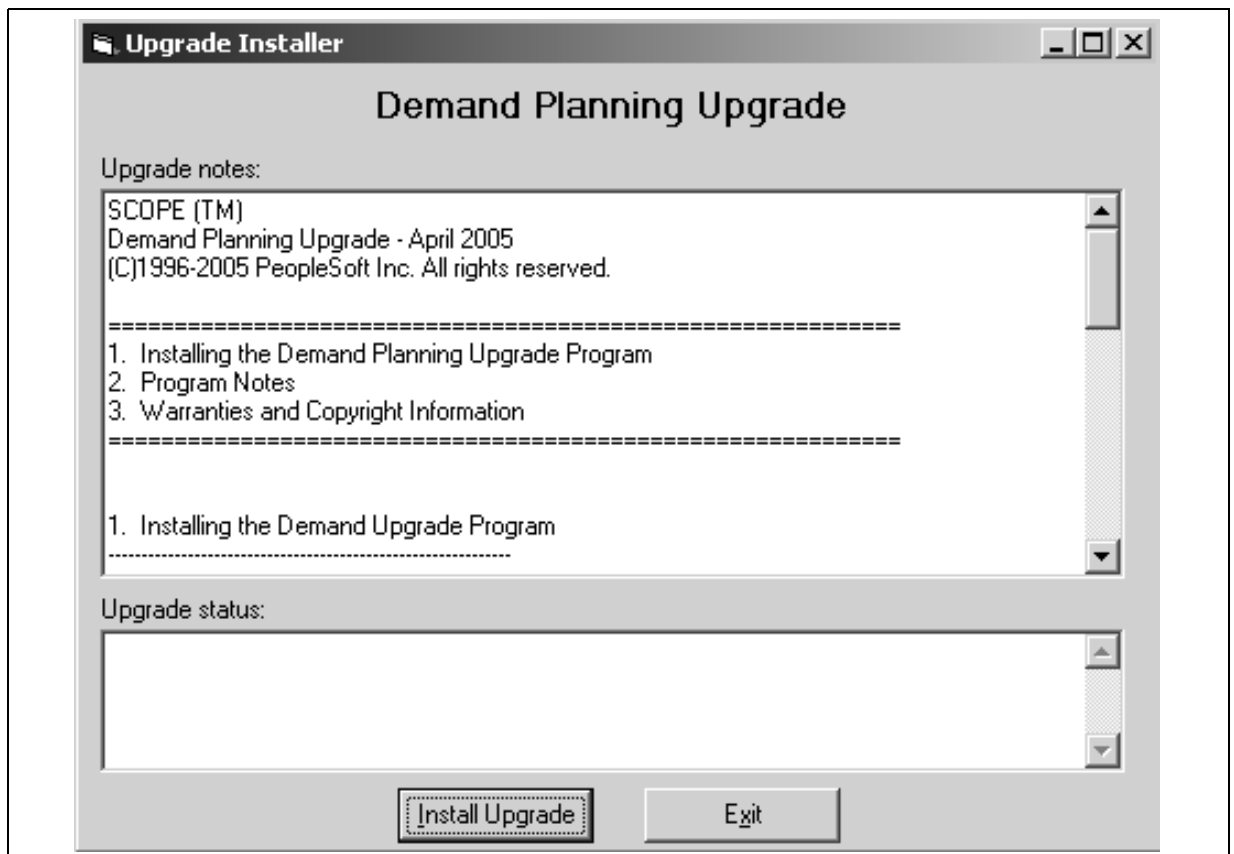 Upgrade Installer
Demand Planning Upgrade
Upgrade notes:
SCOPE (TM)
Demand Planning Upgrade - April 2005
(C)1996-2005 PeopleSoft Inc. All rights reserved.
============================================================
1. Installing the Demand Planning Upgrade Program
2. Program Notes
3. Warranties and Copyright Information
============================================================
1. Installing the Demand Upgrade Program
------------------------------------------------------------
Upgrade status:
Install Upgrade
Exit